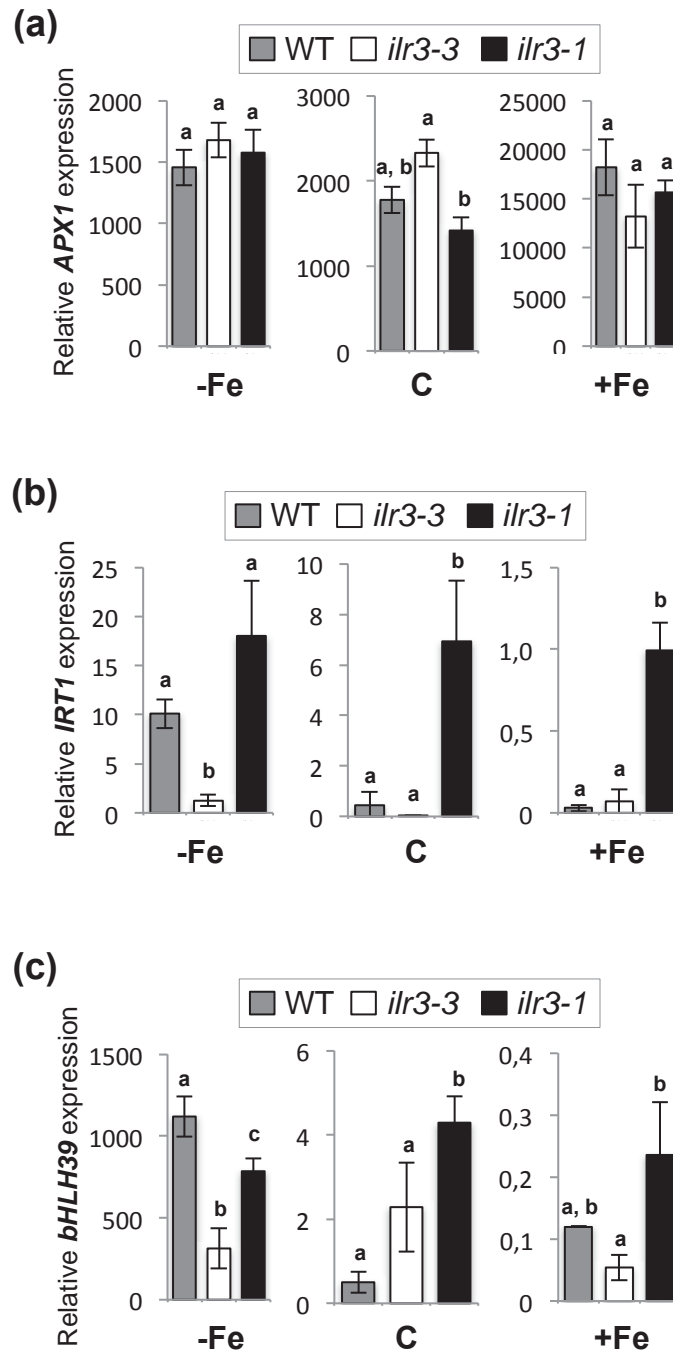 (a)
WT ilr3-3 ilr3-1
Relative APX1 expression
2000
1500
1000
500
0
a a a
-Fe
3000
2000
1000
0
a, b a b
C
25000
20000
15000
10000
5000
0
a a a
+Fe
(b)
WT ilr3-3 ilr3-1
Relative IRT1 expression
25
20
15
10
5
0
a b a
-Fe
10
8
6
4
2
0
a a b
C
1,5
1,0
0,5
0
a a b
+Fe
(c)
WT ilr3-3 ilr3-1
Relative bHLH39 expression
1500
1000
500
0
a b c
-Fe
6
4
2
0
a a b
C
0,4
0,3
0,2
0,1
0
a, b a b
+Fe